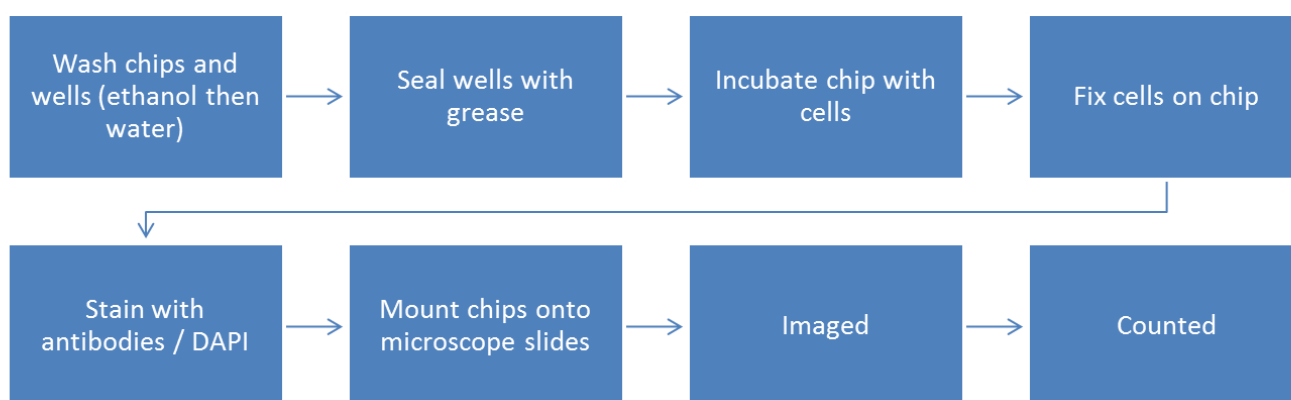 Wash chips and
wells (ethanol then
water)
Seal wells with
grease
Incubate chip with
cells
Fix cells on chip
Stain with
antibodies / DAPI
Mount chips onto
microscope slides
Imaged
Counted